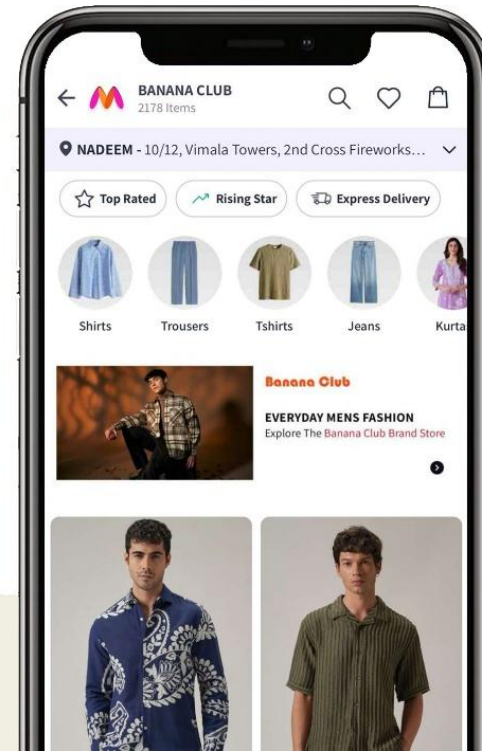 BANANA CLUB
2178 Items
NADEEM - 10/12, Vimala Towers, 2nd Cross Fireworks...
Top Rated
Rising Star
Express Delivery
Shirts Trousers Tshirts Jeans Kurta
Banana Club
EVERYDAY MENS FASHION
Explore The Banana Club Brand Store